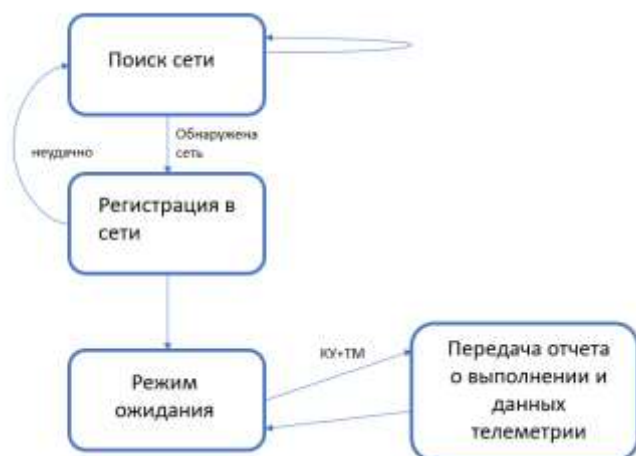 Поиск сети
Обнаружена
сеть
неудачно
Регистрация в
сети
КУ+ТМ
Режим
ожидания
Передача отчета
о выполнении и
данных
телеметрии